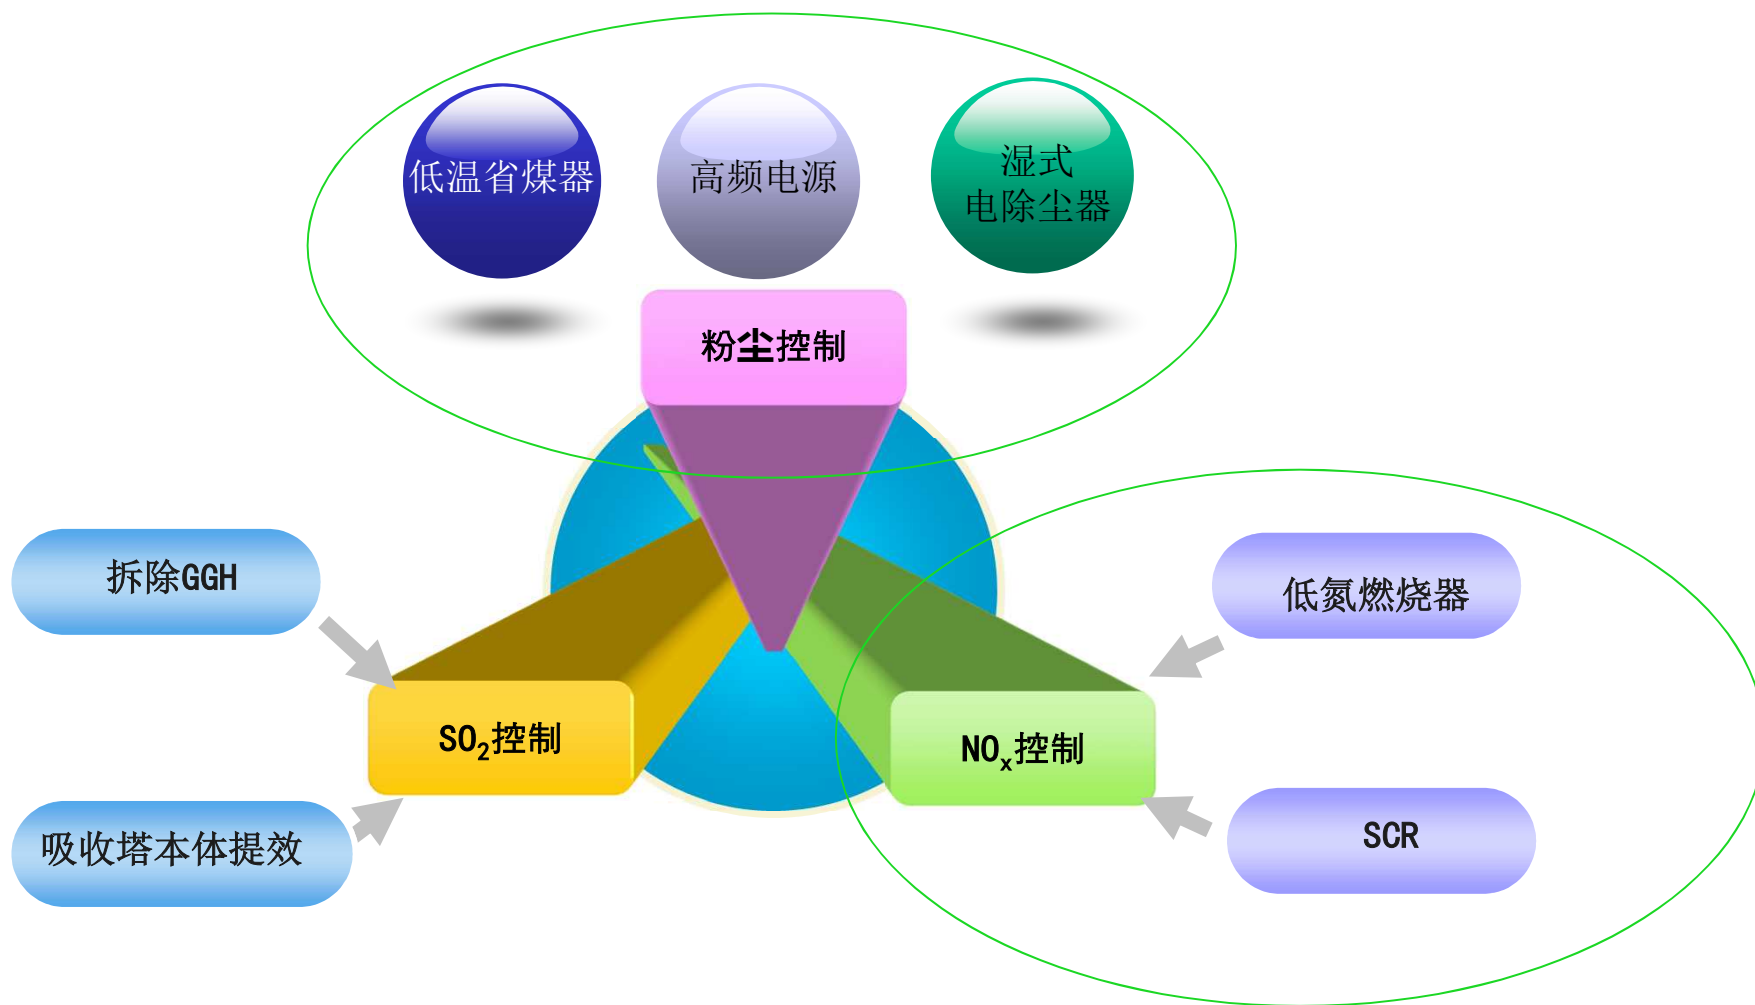 低温省煤器
高频电源
湿式
电除尘器
粉尘控制
拆除GGH
低氮燃烧器
SO₂控制
NOₓ控制
吸收塔本体提效
SCR